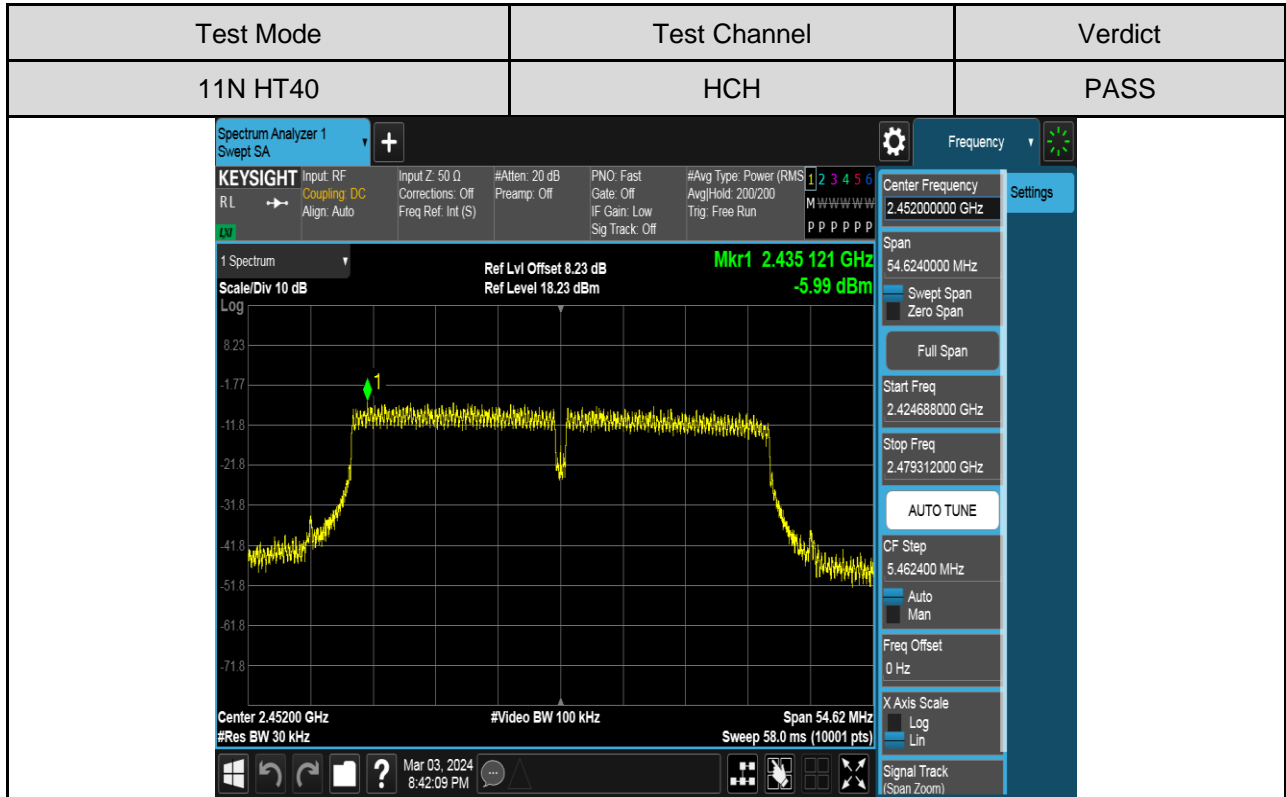 Test Mode Test Channel Verdict
11N HT40 HCH PASS
Spectrum Analyzer 1
Swept SA
+
Frequency
KEYSIGHT
RL
LXI
Input: RF
Coupling: DC
Align: Auto
Input Z: 50 Ω
Corrections: Off
Freq Ref: Int (S)
#Atten: 20 dB
Preamp: Off
PNO: Fast
Gate: Off
IF Gain: Low
Sig Track: Off
#Avg Type: Power (RMS
Avg|Hold: 200/200
Trig: Free Run
1 2 3 4 5 6
M W W W W W
P P P P P P
1 Spectrum
Scale/Div 10 dB
Ref Lvl Offset 8.23 dB
Ref Level 18.23 dBm
Mkr1 2.435 121 GHz
-5.99 dBm
Log
8.23
-1.77
-11.8
-21.8
-31.8
-41.8
-51.8
-61.8
-71.8
1
Center 2.45200 GHz
#Res BW 30 kHz
#Video BW 100 kHz
Span 54.62 MHz
Sweep 58.0 ms (10001 pts)
Center Frequency
2.452000000 GHz
Settings
Span
54.6240000 MHz
Swept Span
Zero Span
Full Span
Start Freq
2.424688000 GHz
Stop Freq
2.479312000 GHz
AUTO TUNE
CF Step
5.462400 MHz
Auto
Man
Freq Offset
0 Hz
X Axis Scale
Log
Lin
Signal Track
(Span Zoom)
?
Mar 03, 2024
8:42:09 PM